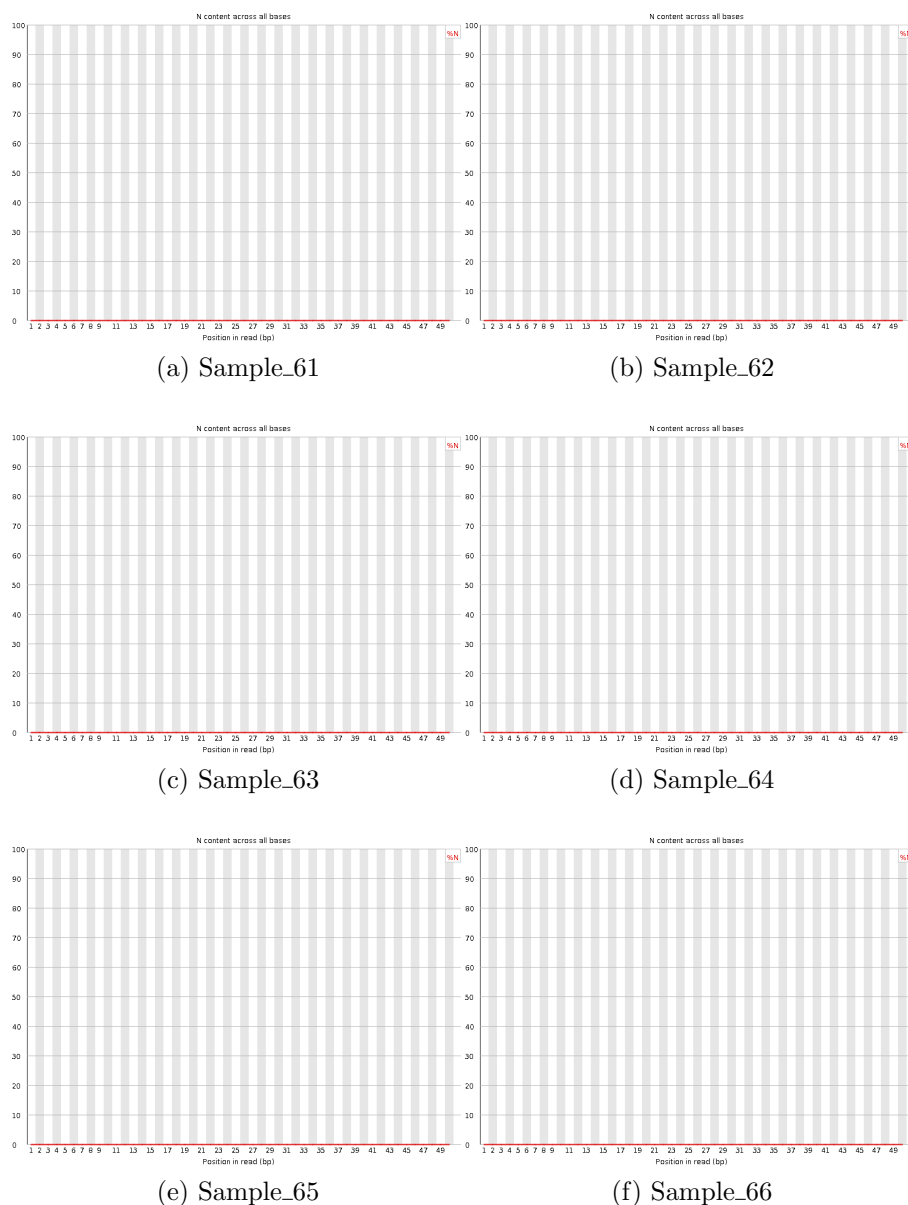 N content across all bases
%N
100
90
80
70
60
50
40
30
20
10
0
1 2 3 4 5 6 7 8 9 11 13 15 17 19 21 23 25 27 29 31 33 35 37 39 41 43 45 47 49
Position in read (bp)
(a) Sample_61
N content across all bases
%N
100
90
80
70
60
50
40
30
20
10
0
1 2 3 4 5 6 7 8 9 11 13 15 17 19 21 23 25 27 29 31 33 35 37 39 41 43 45 47 49
Position in read (bp)
(b) Sample_62
N content across all bases
%N
100
90
80
70
60
50
40
30
20
10
0
1 2 3 4 5 6 7 8 9 11 13 15 17 19 21 23 25 27 29 31 33 35 37 39 41 43 45 47 49
Position in read (bp)
(c) Sample_63
N content across all bases
%N
100
90
80
70
60
50
40
30
20
10
0
1 2 3 4 5 6 7 8 9 11 13 15 17 19 21 23 25 27 29 31 33 35 37 39 41 43 45 47 49
Position in read (bp)
(d) Sample_64
N content across all bases
%N
100
90
80
70
60
50
40
30
20
10
0
1 2 3 4 5 6 7 8 9 11 13 15 17 19 21 23 25 27 29 31 33 35 37 39 41 43 45 47 49
Position in read (bp)
(e) Sample_65
N content across all bases
%N
100
90
80
70
60
50
40
30
20
10
0
1 2 3 4 5 6 7 8 9 11 13 15 17 19 21 23 25 27 29 31 33 35 37 39 41 43 45 47 49
Position in read (bp)
(f) Sample_66